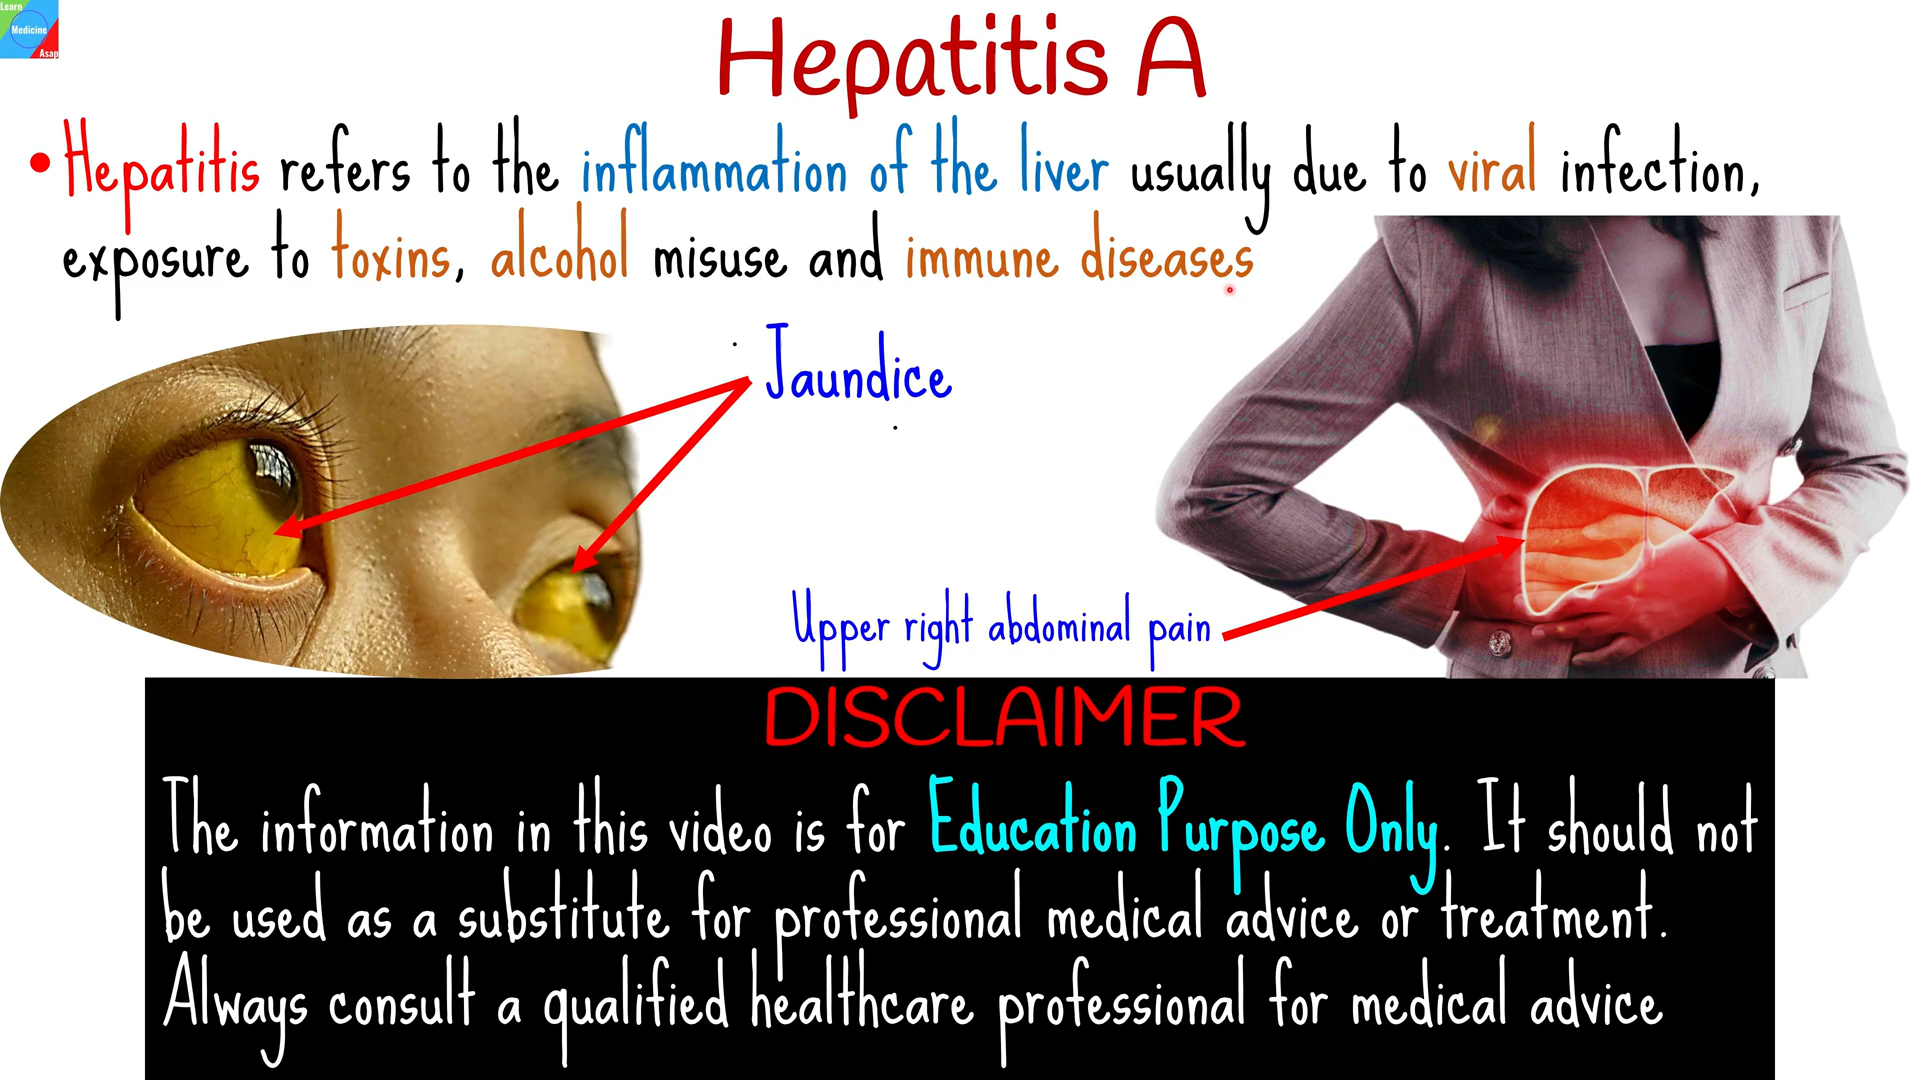 Learn
Medicine
Asap
Hepatitis A
•Hepatitis refers to the inflammation of the liver usually due to viral infection,
exposure to toxins, alcohol misuse and immune diseases
Jaundice
Upper right abdominal pain
DISCLAIMER
The information in this video is for Education Purpose Only. It should not
be used as a substitute for professional medical advice or treatment.
Always consult a qualified healthcare professional for medical advice